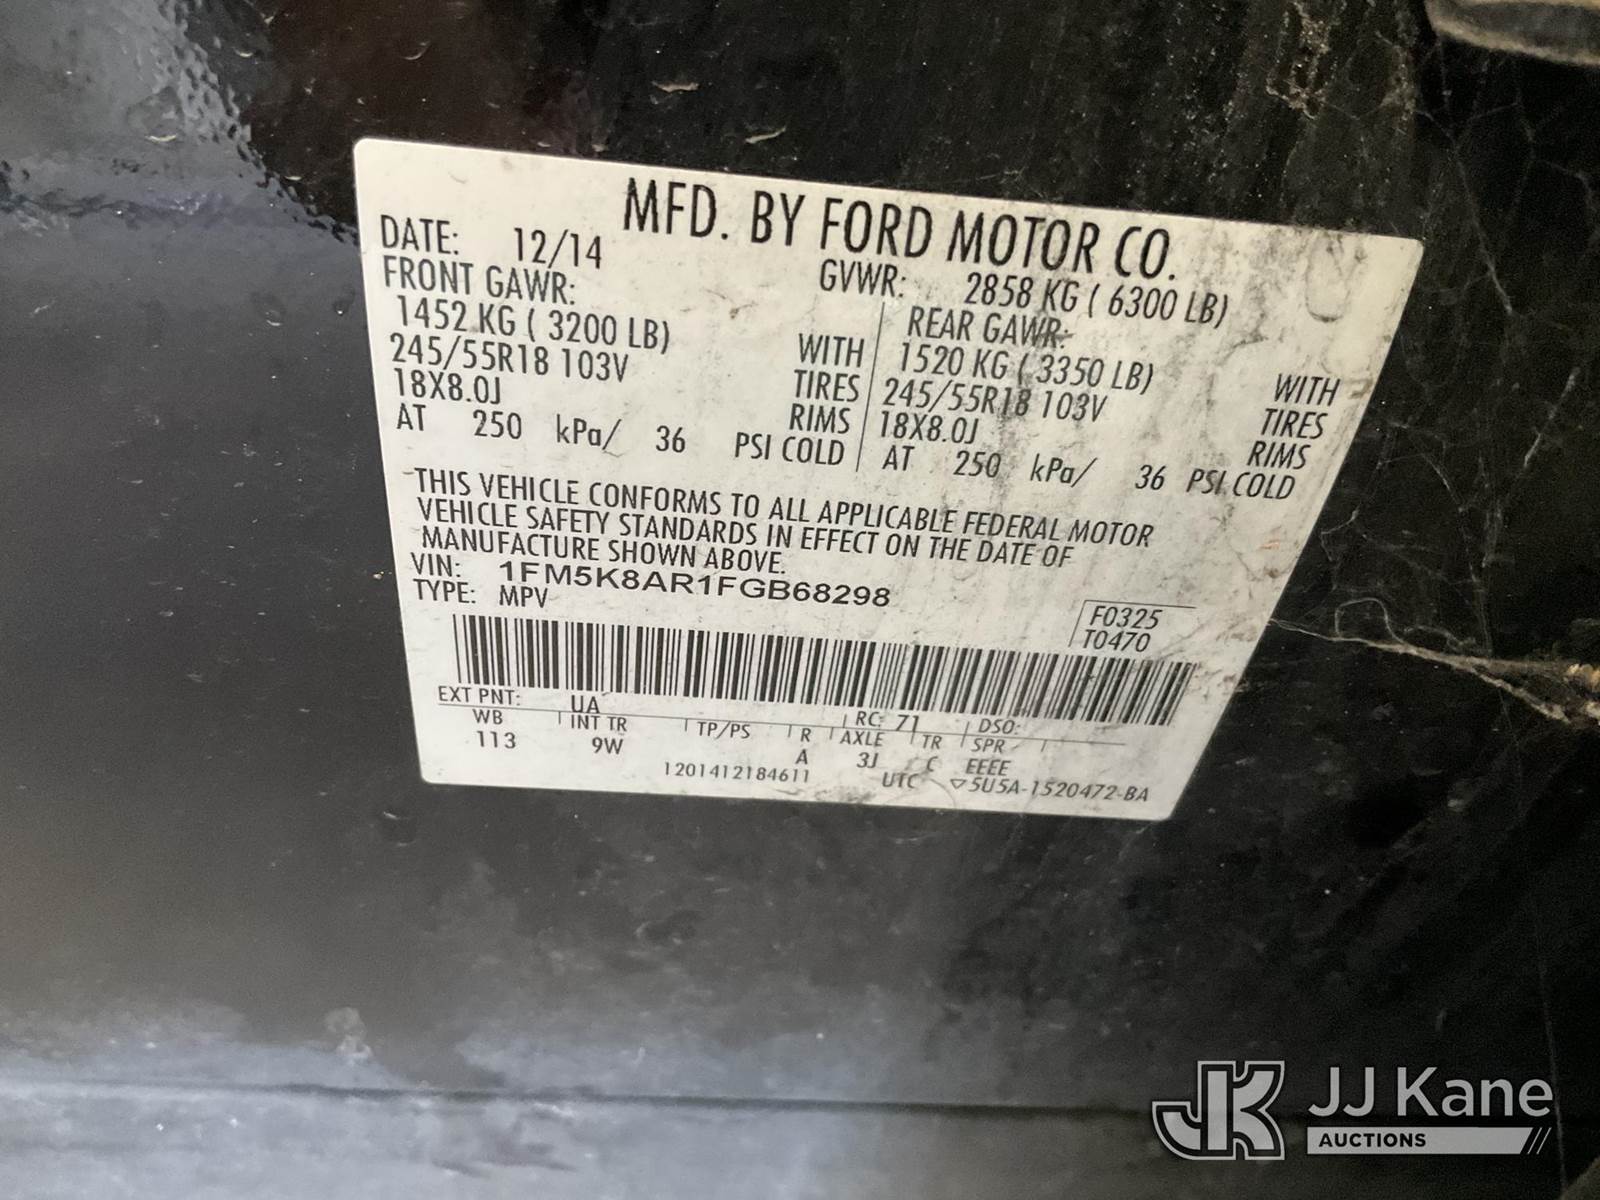 MFD. BY FORD MOTOR CO.
DATE: 12/14 GVWR: 2858 KG ( 6300 LB)
FRONT GAWR: REAR GAWR:
1452 KG ( 3200 LB) WITH 1520 KG ( 3350 LB) WITH
245/55R18 103V TIRES 245/55R18 103V TIRES
18X8.0J RIMS 18X8.0J RIMS
AT 250 kPa/ 36 PSI COLD AT 250 kPa/ 36 PSI COLD
THIS VEHICLE CONFORMS TO ALL APPLICABLE FEDERAL MOTOR
VEHICLE SAFETY STANDARDS IN EFFECT ON THE DATE OF
MANUFACTURE SHOWN ABOVE.
VIN: 1FM5K8AR1FGB68298
TYPE: MPV
F0325
T0470
EXT PNT: UA RC: 71 DSO:
WB INT TR TP/PS R AXLE TR SPR
113 9W A 3J C EEEE
1201412184611 UTC ▽5U5A-1520472-BA
JK JJ Kane
AUCTIONS